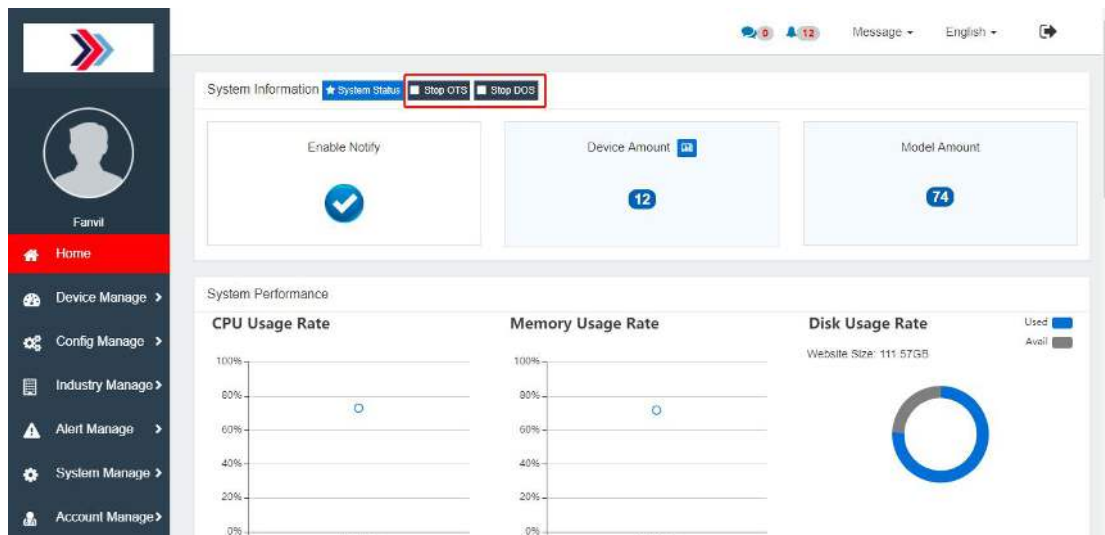 0 12 Message English
System Information System Status Stop OTS Stop DOS
Enable Notify Device Amount Model Amount
12 74
Fanvil
Home
Device Manage
Config Manage
Industry Manage
Alert Manage
System Manage
Account Manage
System Performance
CPU Usage Rate Memory Usage Rate Disk Usage Rate
Used
Avail
Website Size: 111.57GB
100% 100%
80% 80%
60% 60%
40% 40%
20% 20%
0% 0%